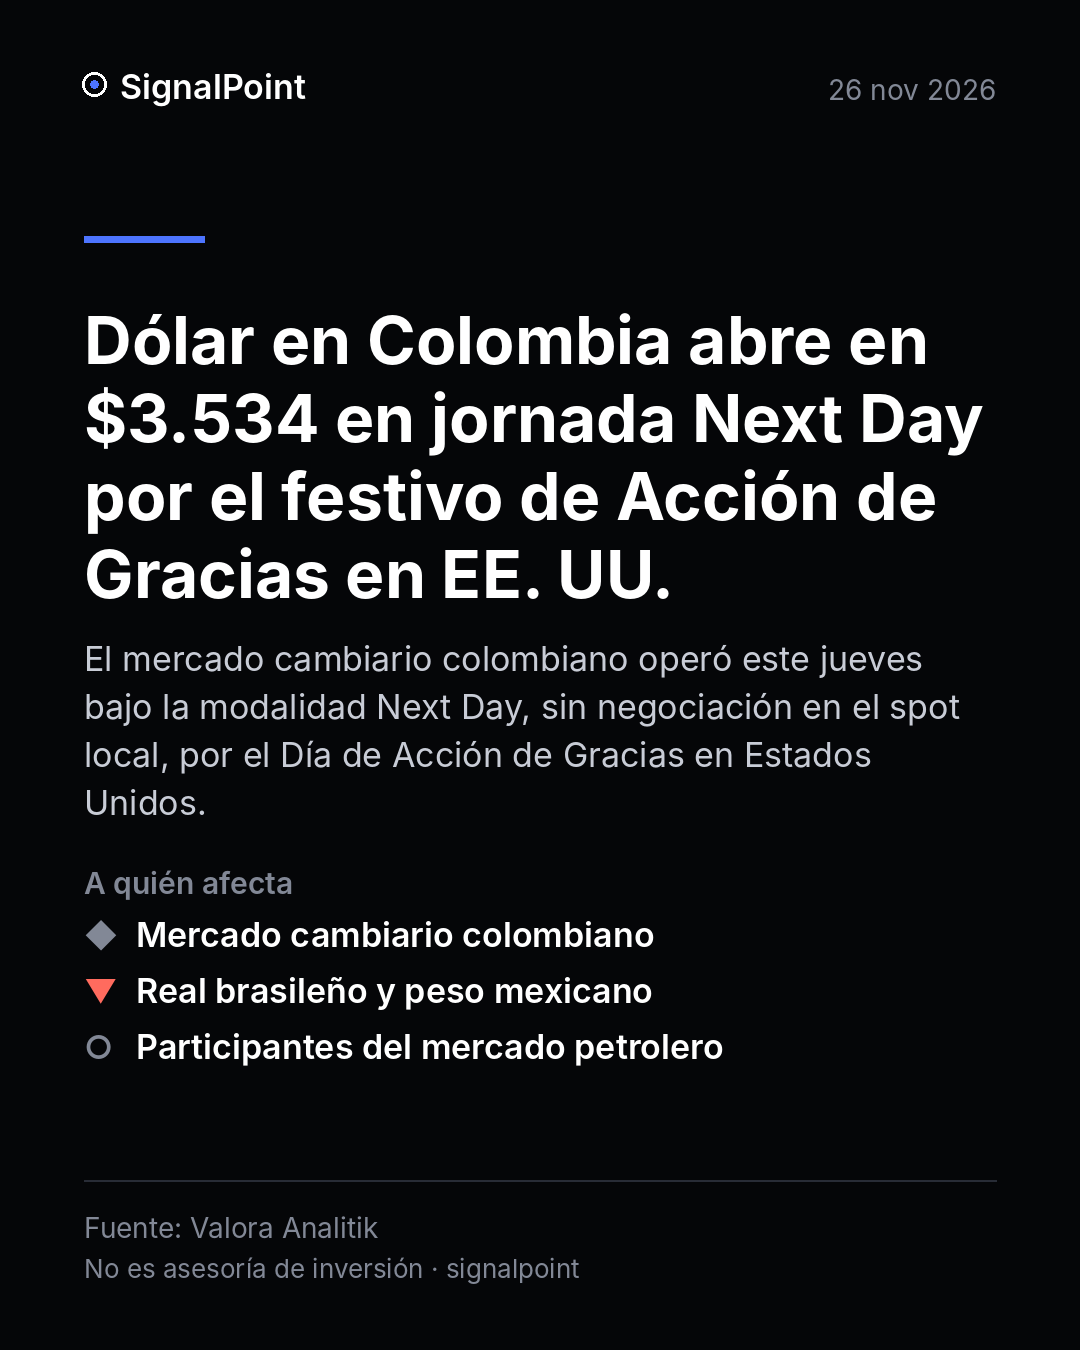 SignalPoint
26 nov 2026
Dólar en Colombia abre en
$3.534 en jornada Next Day
por el festivo de Acción de
Gracias en EE. UU.
El mercado cambiario colombiano operó este jueves
bajo la modalidad Next Day, sin negociación en el spot
local, por el Día de Acción de Gracias en Estados
Unidos.
A quién afecta
Mercado cambiario colombiano
Real brasileño y peso mexicano
Participantes del mercado petrolero
Fuente: Valora Analitik
No es asesoría de inversión · signalpoint